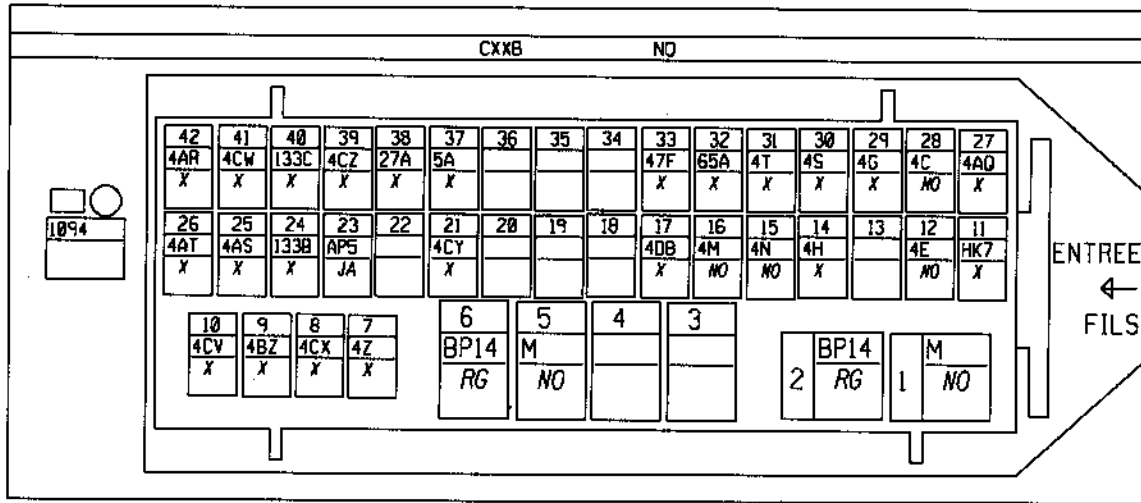 CXXB NO
42 41 40 39 38 37 36 35 34 33 32 31 30 29 28 27
4AR 4CW 133C 4CZ 27A 5A 47F 65A 4T 4S 4G 4C 4AQ
X X X X X X X X X X X NO X
1094
26 25 24 23 22 21 20 19 18 17 16 15 14 13 12 11
4AT 4AS 133B AP5 4CY 4DB 4M 4N 4H 4E HK7
X X X JA X X NO NO X NO X
ENTREE
FILS
10 9 8 7
4CV 4BZ 4CX 4Z
X X X X
6 5 4 3
BP14 M
RG NO
2 BP14 1 M
RG NO